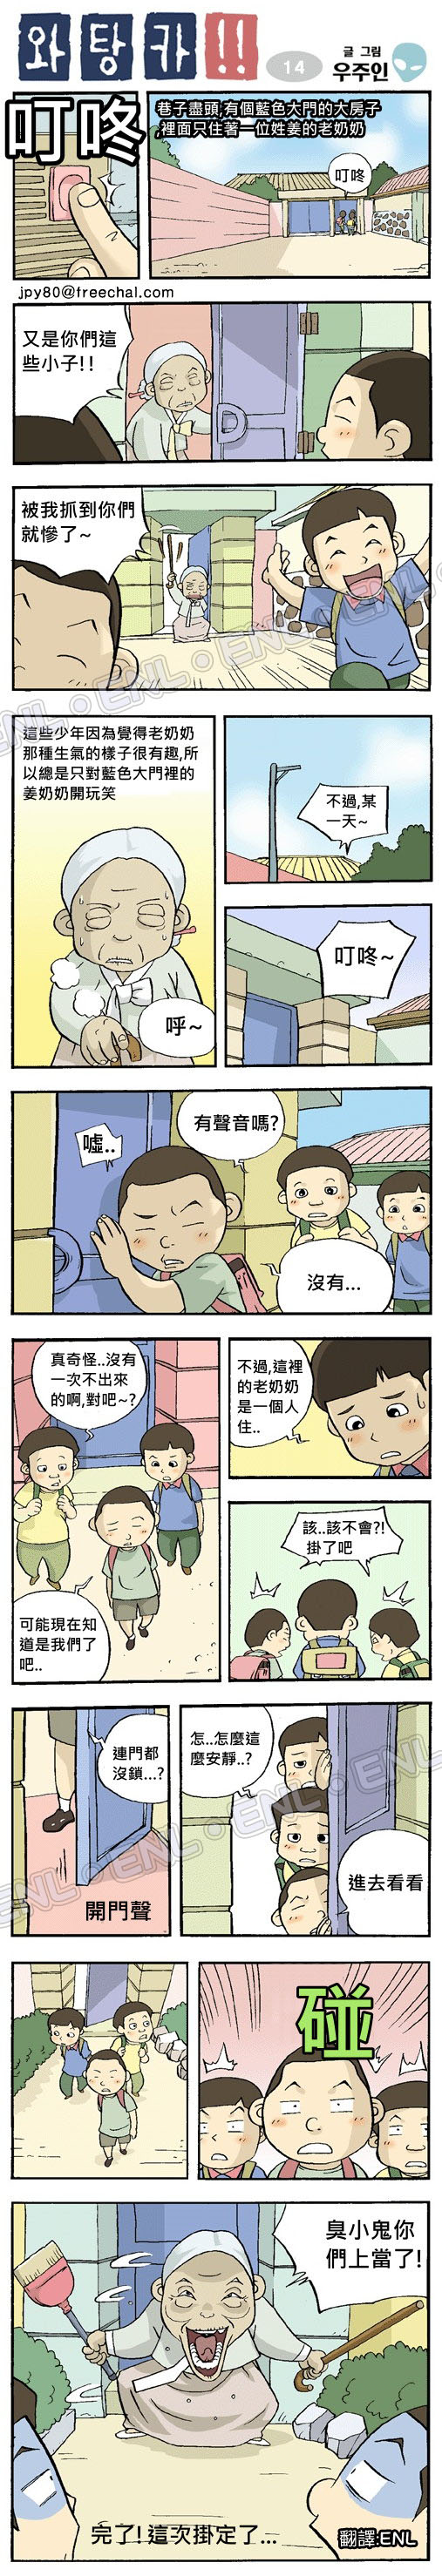 와탕카!!
14
글 그림
우주인
叮咚
巷子盡頭,有個藍色大門的大房子
裡面只住著一位姓姜的老奶奶
叮咚
jpy80@freechal.com
又是你們這
些小子!!
被我抓到你們
就慘了~
這些少年因為覺得老奶奶
那種生氣的樣子很有趣,所
以總是只對藍色大門裡的
姜奶奶開玩笑
呼~
不過,某
一天~
叮咚~
噓..
有聲音嗎?
沒有...
真奇怪..沒有
一次不出來
的啊,對吧~?
可能現在知
道是我們了
吧..
不過,這裡
的老奶奶
是一個人
住..
該..該不會?!
掛了吧
連門都
沒鎖...?
開門聲
怎..怎麼這
麼安靜..?
進去看看
碰
臭小鬼你
們上當了!
完了!這次掛定了...
翻譯:ENL
ENL ENL ENL ENL
ENL ENL ENL ENL